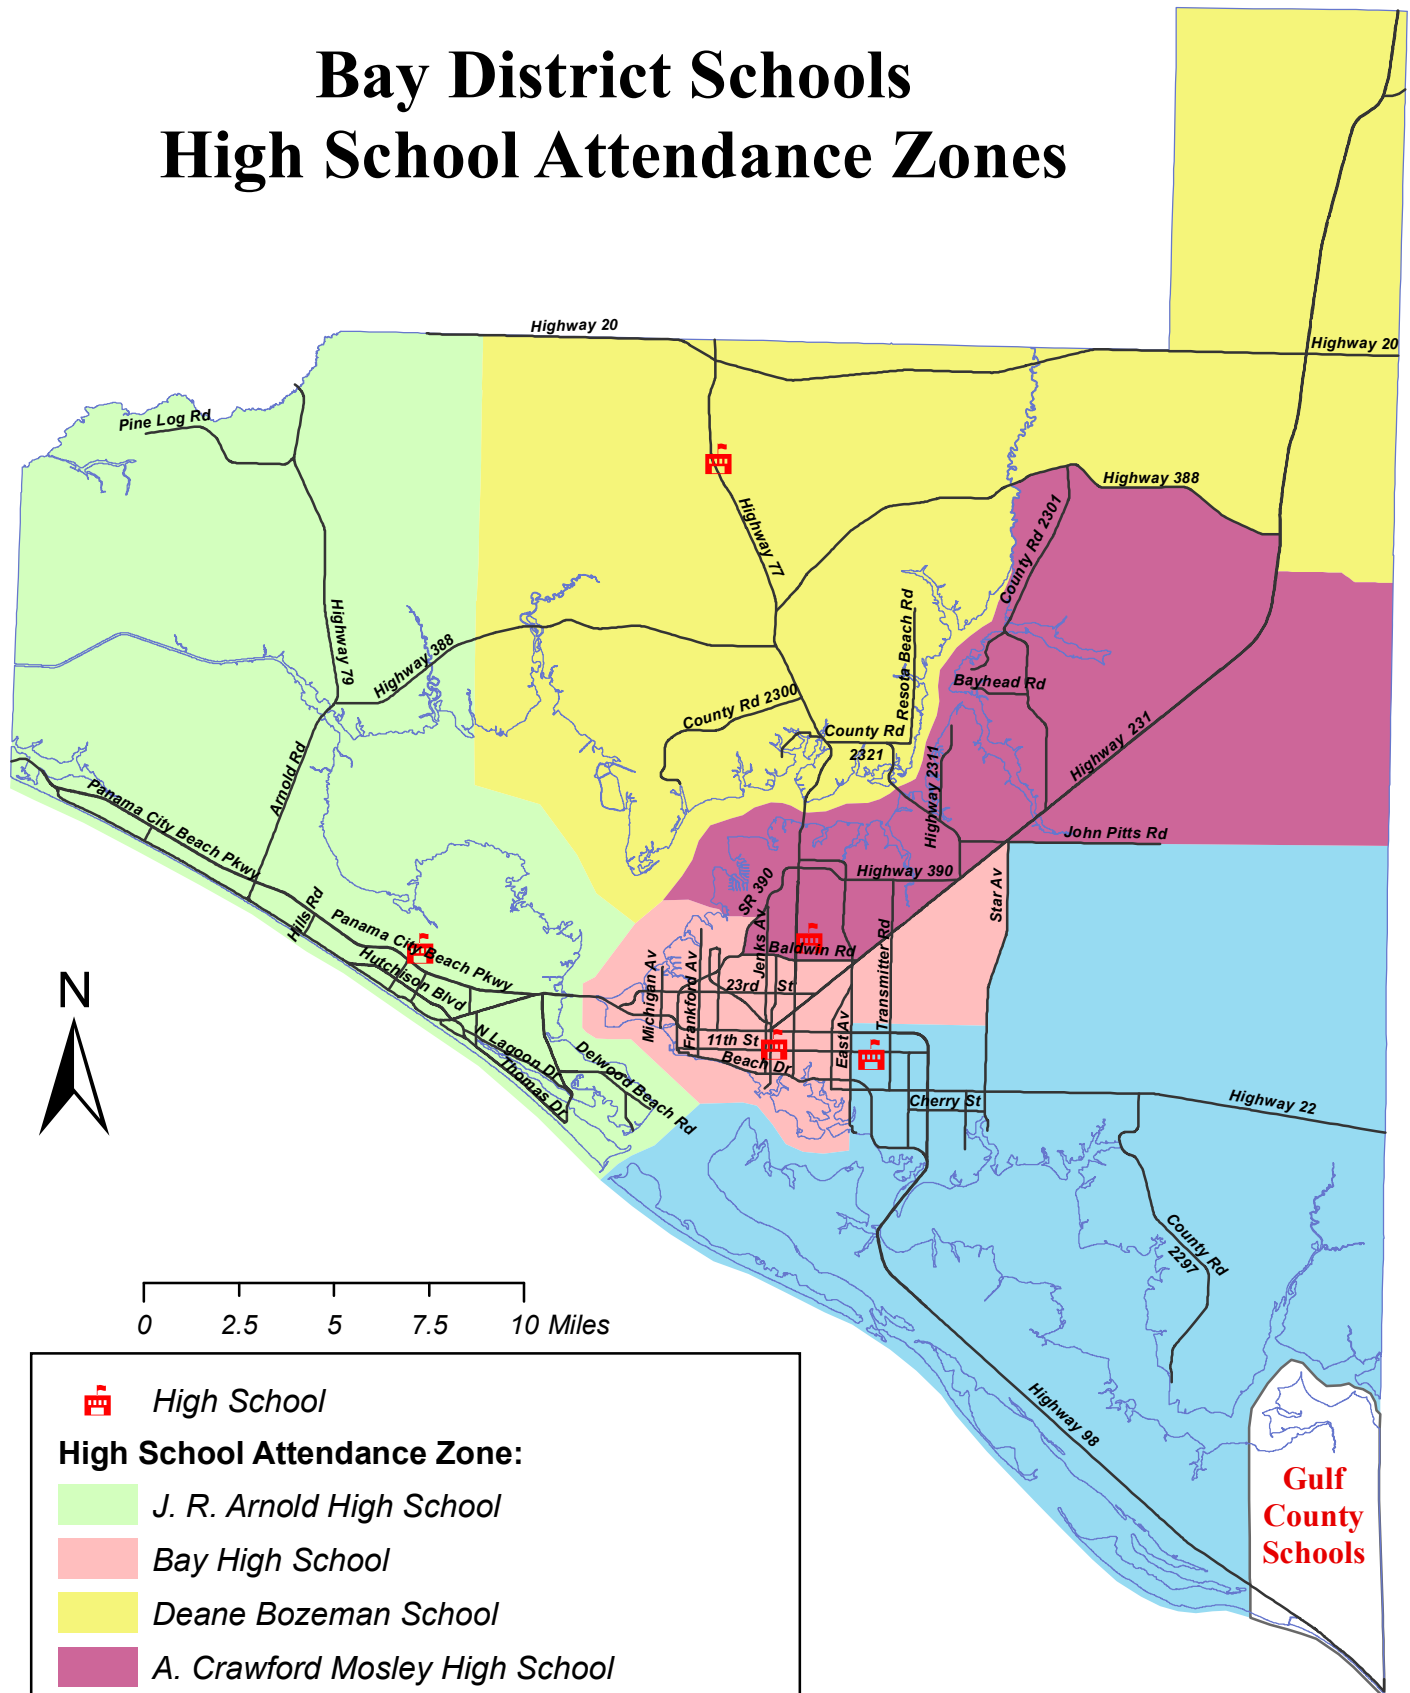 Bay District Schools
High School Attendance Zones
Highway 20
Highway 20
Pine Log Rd
Highway 388
Highway 77
County Rd 2301
Highway 79
Highway 388
Resota Beach Rd
Bayhead Rd
County Rd 2300
County Rd
2321
Highway 2311
Highway 231
Arnold Rd
Panama City Beach Pkwy
John Pitts Rd
Highway 390
SR 390
Star Av
Hills Rd
Panama City Beach Pkwy
Jenks Av
Baldwin Rd
Transmitter Rd
Hutchison Blvd
Michigan Av
Frankford Av
23rd St
N
11th St
East Av
Beach Dr
N Lagoon Dr
Thomas Dr
Delwood Beach Rd
Cherry St
Highway 22
County Rd
2297
Highway 98
0 2.5 5 7.5 10 Miles
High School
High School Attendance Zone:
J. R. Arnold High School
Bay High School
Deane Bozeman School
A. Crawford Mosley High School
Gulf
County
Schools